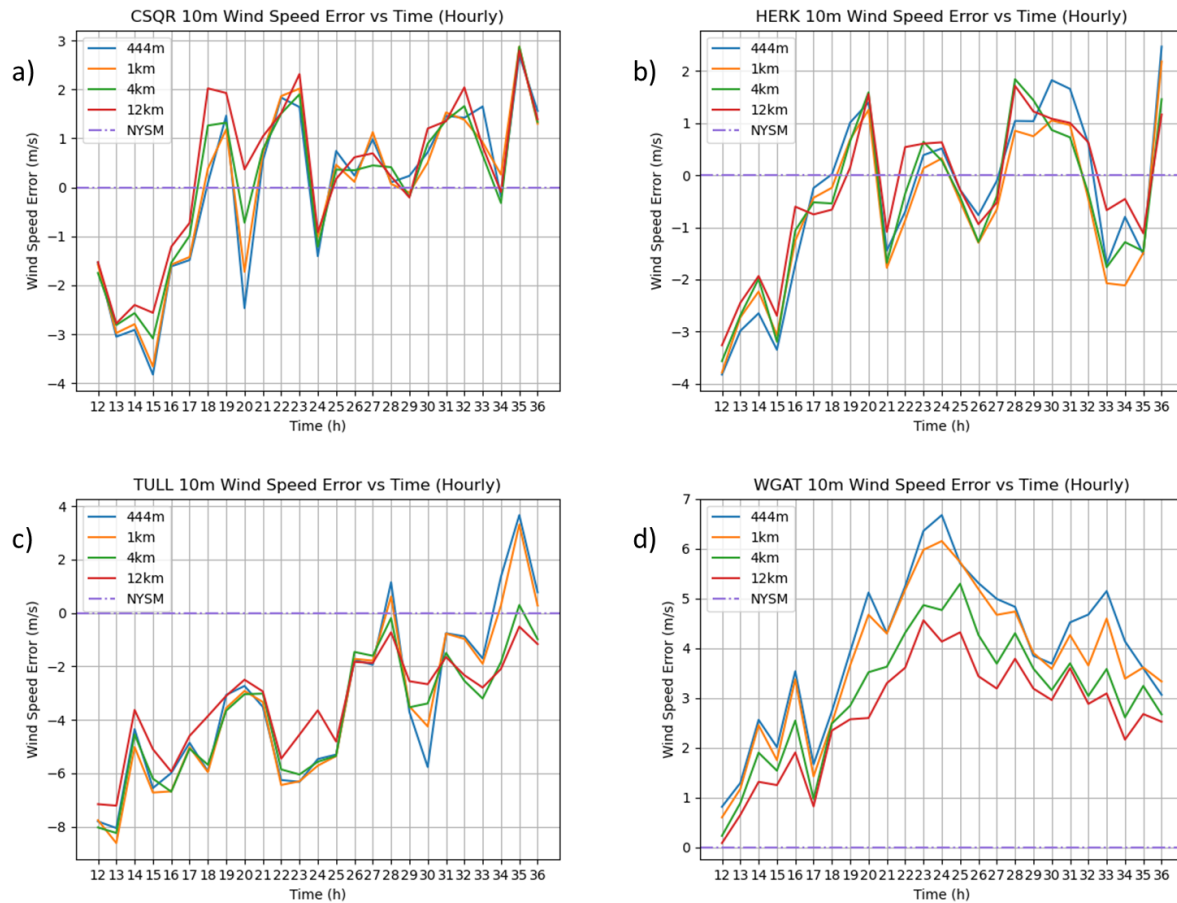 a)
CSQR 10m Wind Speed Error vs Time (Hourly)
Wind Speed Error (m/s)
3
2
1
0
−1
−2
−3
−4
444m
1km
4km
12km
NYSM
12 13 14 15 16 17 18 19 20 21 22 23 24 25 26 27 28 29 30 31 32 33 34 35 36
Time (h)
b)
HERK 10m Wind Speed Error vs Time (Hourly)
Wind Speed Error (m/s)
2
1
0
−1
−2
−3
−4
444m
1km
4km
12km
NYSM
12 13 14 15 16 17 18 19 20 21 22 23 24 25 26 27 28 29 30 31 32 33 34 35 36
Time (h)
c)
TULL 10m Wind Speed Error vs Time (Hourly)
Wind Speed Error (m/s)
4
2
0
−2
−4
−6
−8
444m
1km
4km
12km
NYSM
12 13 14 15 16 17 18 19 20 21 22 23 24 25 26 27 28 29 30 31 32 33 34 35 36
Time (h)
d)
WGAT 10m Wind Speed Error vs Time (Hourly)
Wind Speed Error (m/s)
7
6
5
4
3
2
1
0
444m
1km
4km
12km
NYSM
12 13 14 15 16 17 18 19 20 21 22 23 24 25 26 27 28 29 30 31 32 33 34 35 36
Time (h)